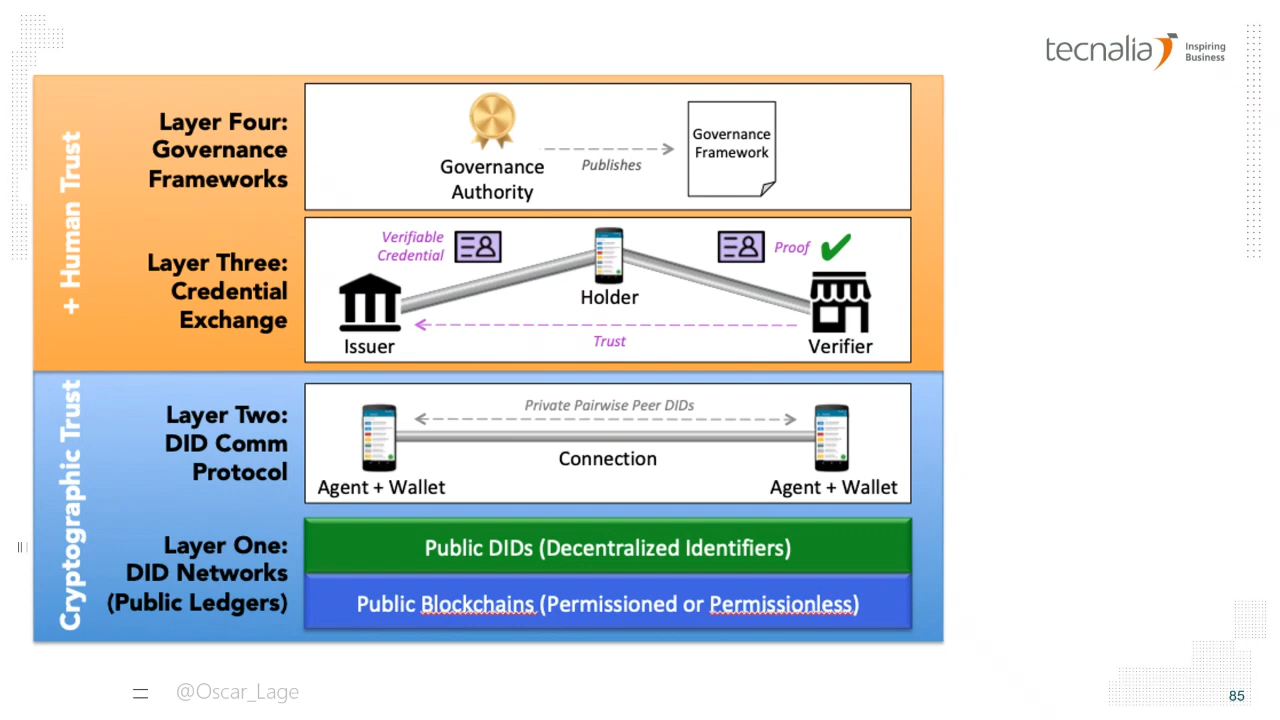 tecnalia
Inspiring
Business
+ Human Trust
Layer Four:
Governance
Frameworks
Governance
Authority
Publishes
Governance
Framework
Layer Three:
Credential
Exchange
Verifiable
Credential
Proof
Holder
Issuer
Trust
Verifier
Cryptographic Trust
Layer Two:
DID Comm
Protocol
Private Pairwise Peer DIDs
Connection
Agent + Wallet
Agent + Wallet
Layer One:
DID Networks
(Public Ledgers)
Public DIDs (Decentralized Identifiers)
Public Blockchains (Permissioned or Permissionless)
@Oscar_Lage
85